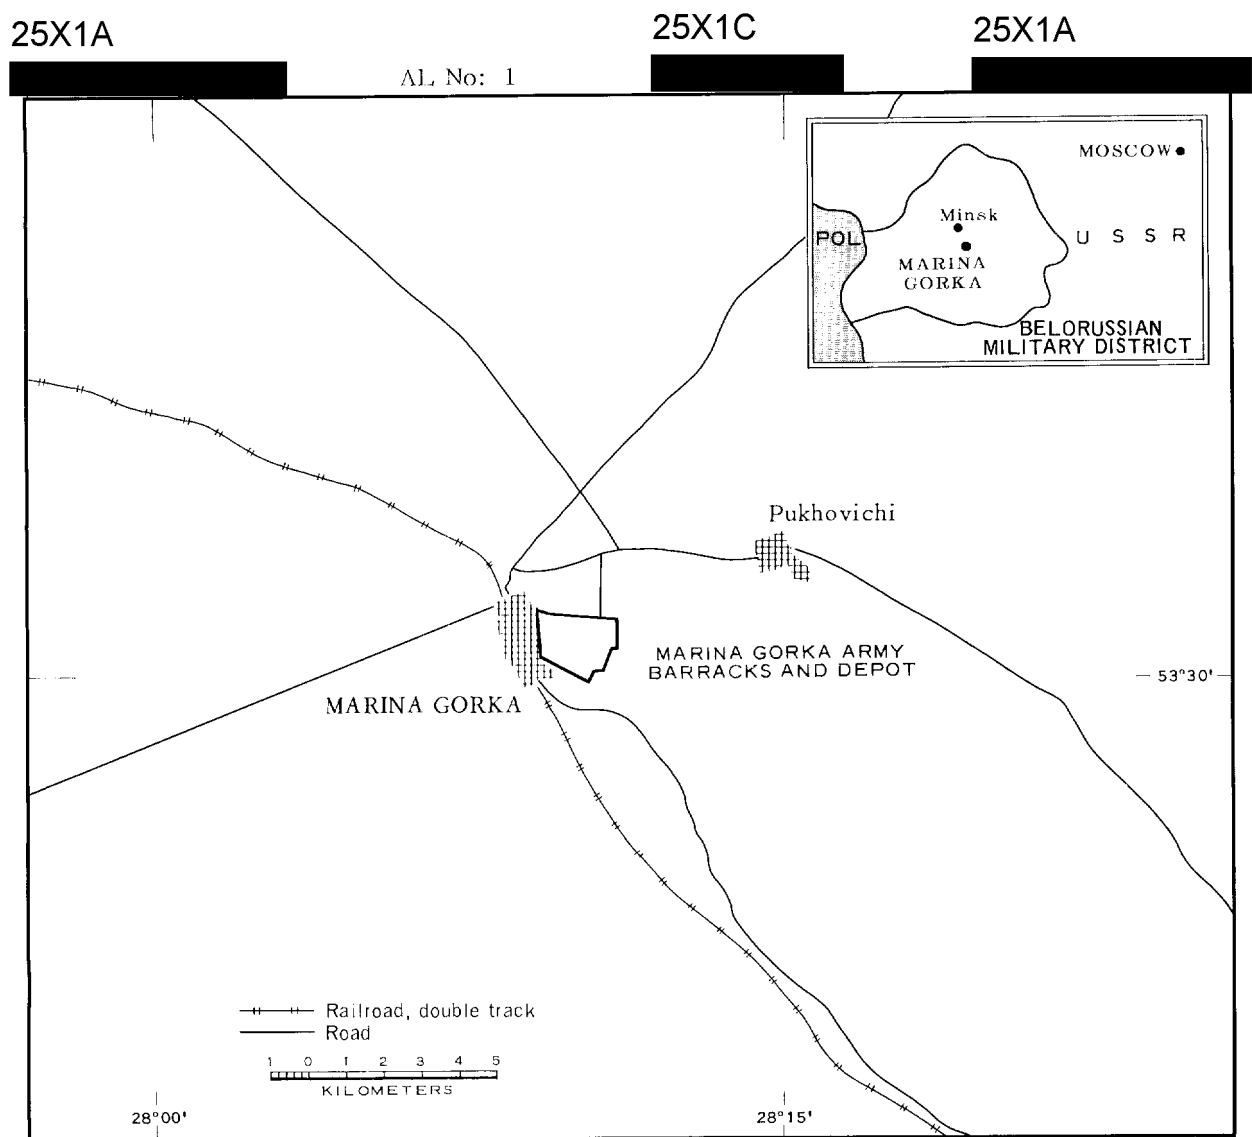 25X1A
25X1C
25X1A
AL No: 1
MOSCOW
Minsk
POL
U S S R
MARINA
GORKA
BELORUSSIAN
MILITARY DISTRICT
Pukhovichi
MARINA GORKA ARMY
BARRACKS AND DEPOT
53°30'
MARINA GORKA
Railroad, double track
Road
1 0 1 2 3 4 5
KILOMETERS
28°00'
28°15'